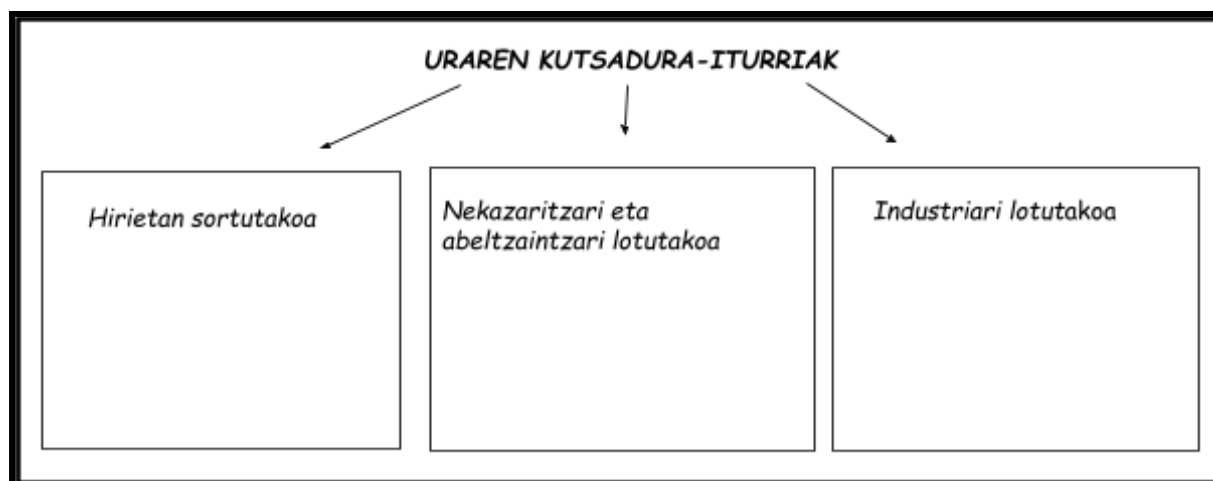 URAREN KUTSADURA-ITURRIAK
Hirietan sortutakoa
Nekazaritzari eta
abeltzaintzari lotutakoa
Industriari lotutakoa